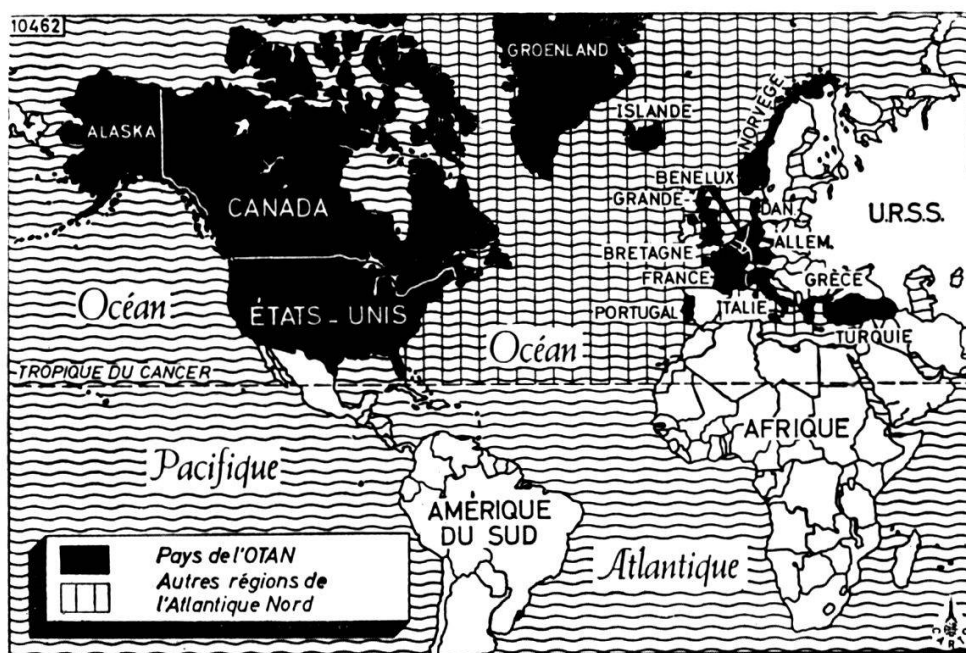 10462
GROENLAND
ALASKA
ISLANDE
NORVÈGE
CANADA
BENELUX
GRANDE
BRETAGNE
DAN.
U.R.S.S.
ALLEM.
FRANCE
GRÈCE
Océan
ÉTATS-UNIS
PORTUGAL
ITALIE
TURQUIE
Océan
TROPIQUE DU CANCER
AFRIQUE
Pacifique
AMÉRIQUE
DU SUD
Atlantique
Pays de l'OTAN
Autres régions de
l'Atlantique Nord